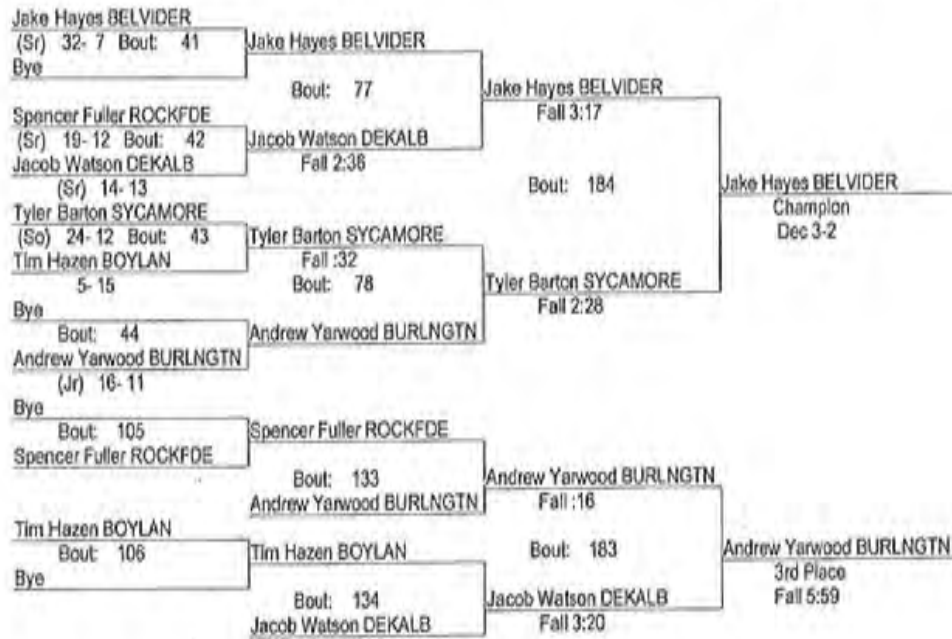 Jake Hayes BELVIDER
(Sr) 32- 7 Bout: 41
Bye
Jake Hayes BELVIDER
Bout: 77
Spencer Fuller ROCKFDE
(Sr) 19- 12 Bout: 42
Jacob Watson DEKALB
(Sr) 14- 13
Jacob Watson DEKALB
Fall 2:36
Jake Hayes BELVIDER
Fall 3:17
Bout: 184
Tyler Barton SYCAMORE
(So) 24- 12 Bout: 43
Tim Hazen BOYLAN
5- 15
Tyler Barton SYCAMORE
Fall :32
Bout: 78
Bye
Bout: 44
Andrew Yarwood BURLNGTN
(Jr) 16- 11
Andrew Yarwood BURLNGTN
Tyler Barton SYCAMORE
Fall 2:28
Jake Hayes BELVIDER
Champion
Dec 3-2
Bye
Bout: 105
Spencer Fuller ROCKFDE
Spencer Fuller ROCKFDE
Bout: 133
Andrew Yarwood BURLNGTN
Andrew Yarwood BURLNGTN
Fall :16
Bout: 183
Tim Hazen BOYLAN
Bout: 106
Bye
Tim Hazen BOYLAN
Bout: 134
Jacob Watson DEKALB
Jacob Watson DEKALB
Fall 3:20
Andrew Yarwood BURLNGTN
3rd Place
Fall 5:59